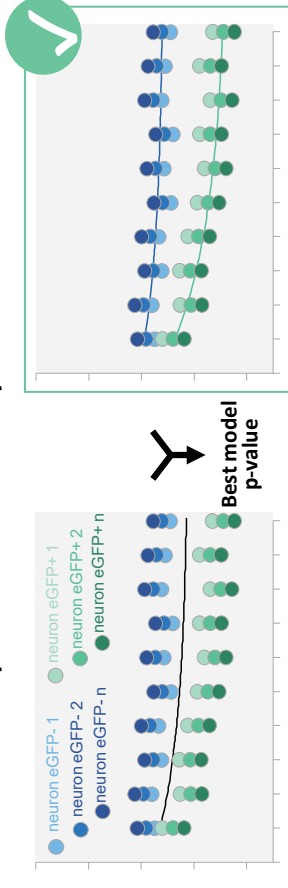 neuron eGFP- 1
neuron eGFP- 2
neuron eGFP- n
neuron eGFP+ 1
neuron eGFP+ 2
neuron eGFP+ n
Best model
p-value